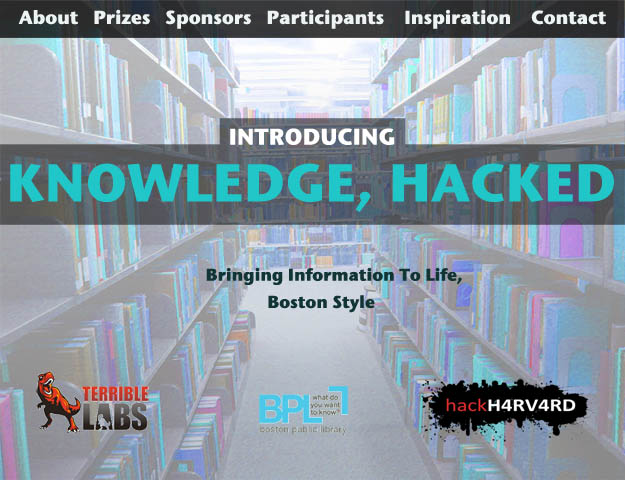 About Prizes Sponsors Participants Inspiration Contact
INTRODUCING
KNOWLEDGE, HACKED
Bringing Information To Life,
Boston Style
TERRIBLE
LABS
BPL
what do
you want
to know?
boston public library
hackH4RV4RD